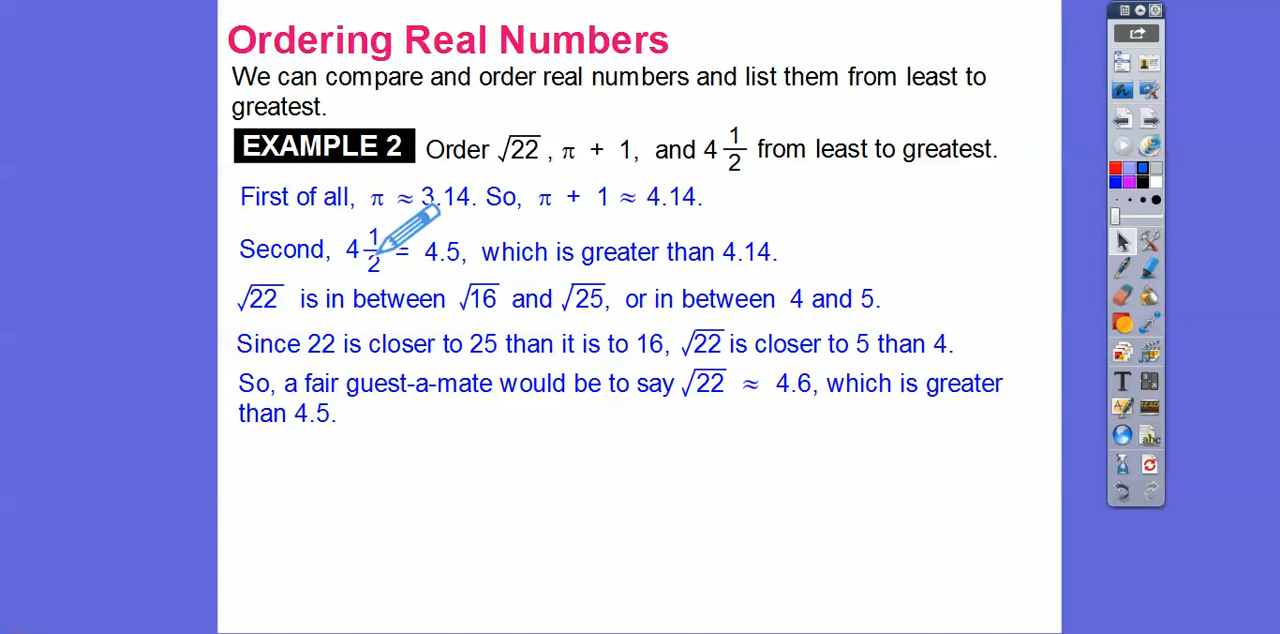 Ordering Real Numbers
We can compare and order real numbers and list them from least to
greatest.
EXAMPLE 2 Order √22, π + 1, and 4 1/2 from least to greatest.
First of all, π ≈ 3.14. So, π + 1 ≈ 4.14.
Second, 4 1/2 = 4.5, which is greater than 4.14.
√22 is in between √16 and √25, or in between 4 and 5.
Since 22 is closer to 25 than it is to 16, √22 is closer to 5 than 4.
So, a fair guest-a-mate would be to say √22 ≈ 4.6, which is greater
than 4.5.